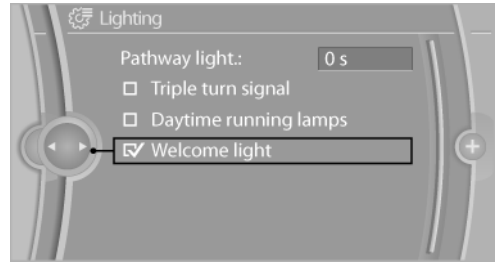 Lighting
Pathway light.: 0 s
Triple turn signal
Daytime running lamps
Welcome light